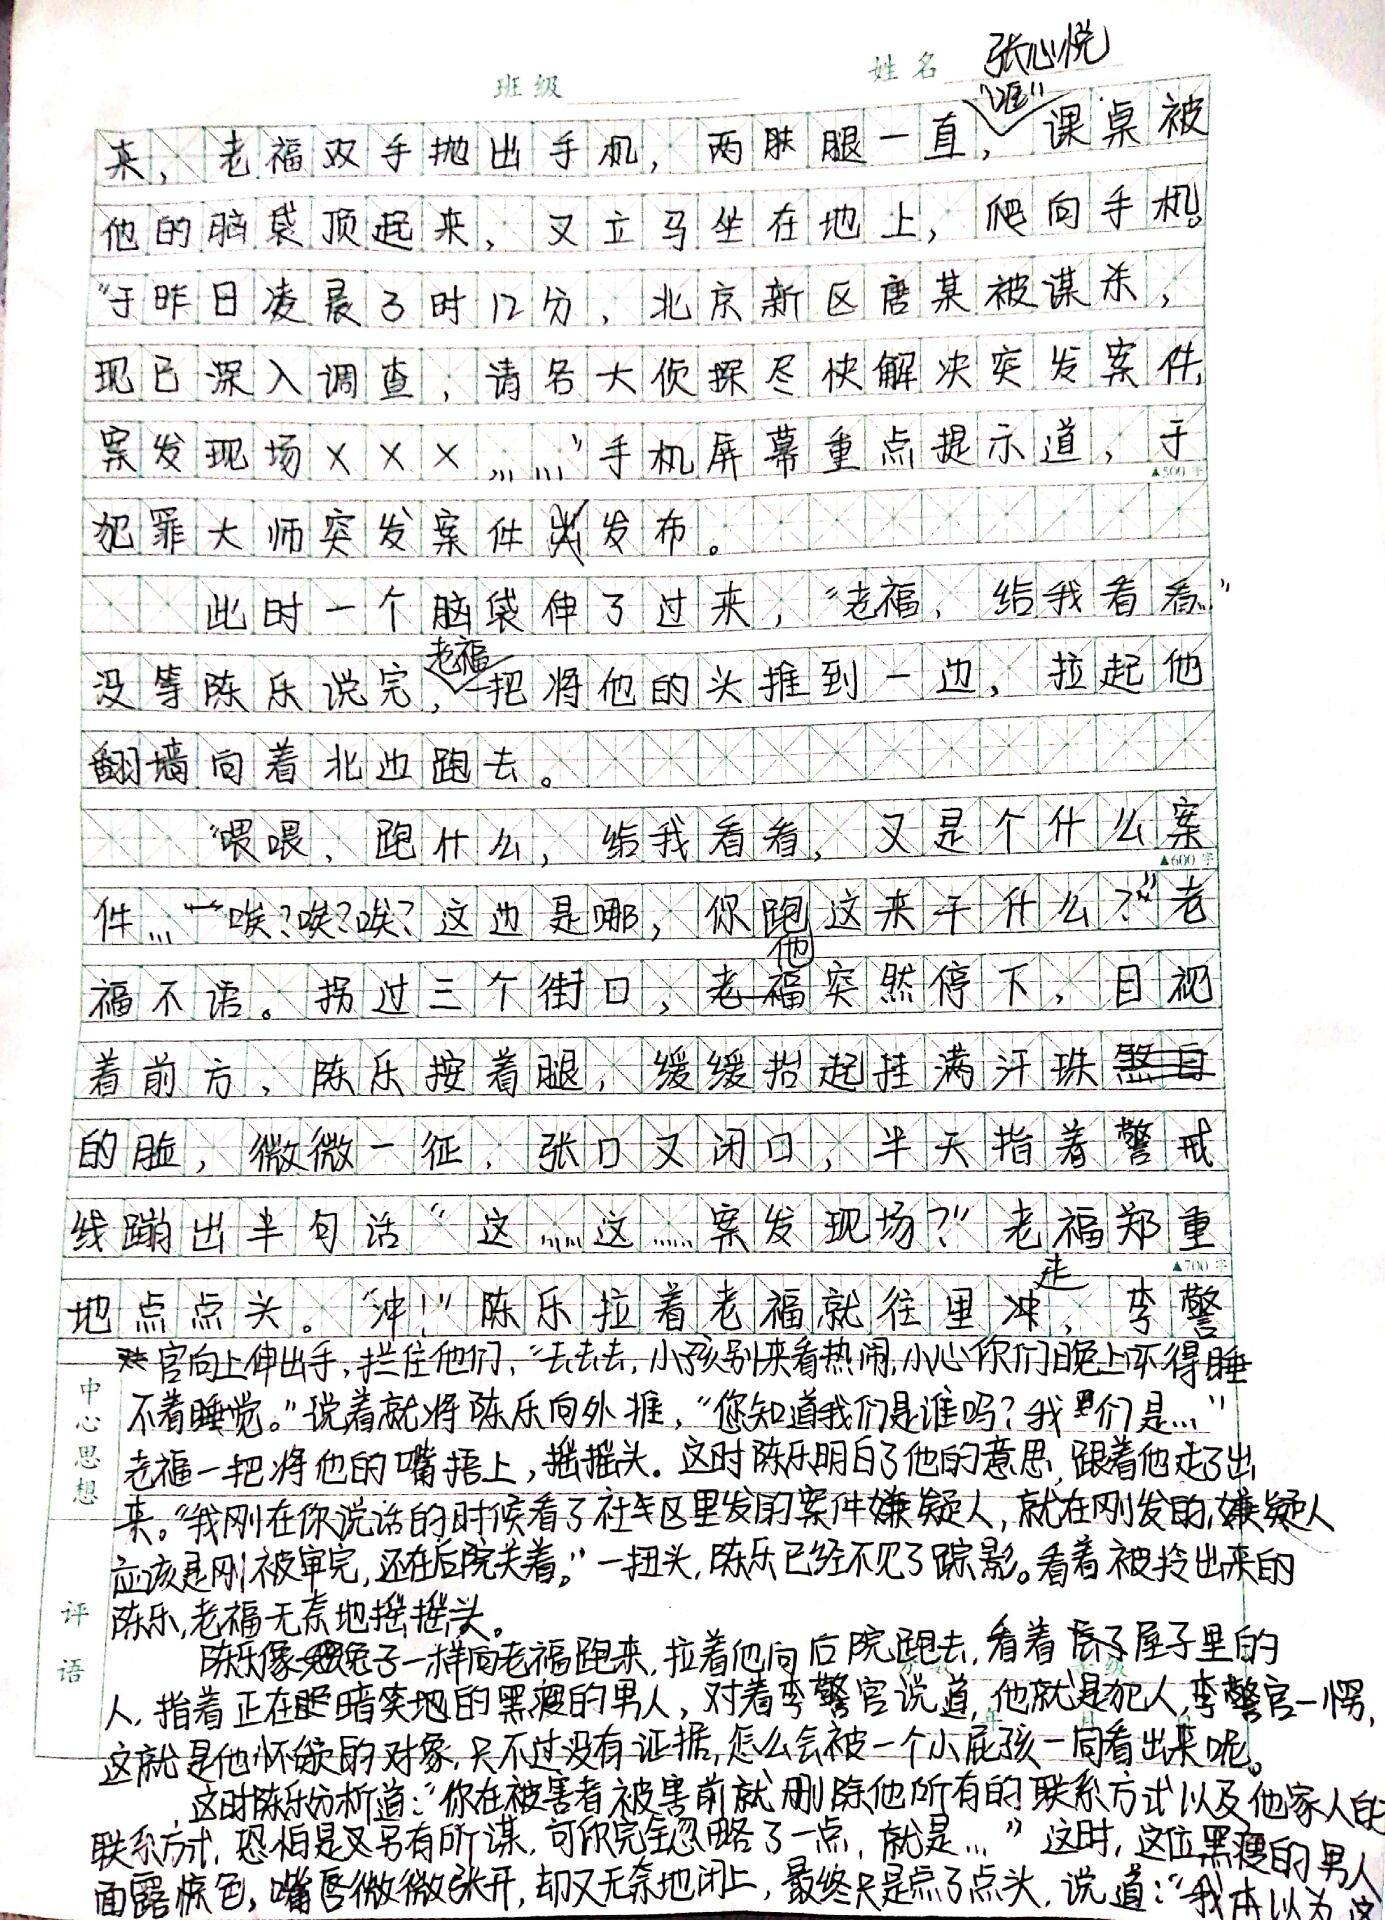 班级 姓名 张心悦
来，老福双手抛出手机，两肤腿一直，"哐"课桌被
他的脑袋顶起来，又立马坐在地上，爬向手机。
"于昨日凌晨3时12分，北京新区唐某被谋杀，
现已深入调查，请名大侦探尽快解决突发案件，
案发现场×××……"手机屏幕重点提示道，于
▲500字
犯罪大师突发案件发布。
此时一个脑袋伸了过来，"老福，给我看看"
没等陈乐说完，老福一把将他的头推到一边，拉起他
翻墙向着北边跑去。
"喂喂，跑什么，给我看看，又是个什么案
▲600字
件…""唉？唉？唉？这边是哪，你跑这来干什么？"老
福不语。拐过三个街口，他突然停下，目视
着前方，陈乐按着腿，缓缓抬起挂满汗珠
的脸，微微一征，张口又闭口，半天指着警戒
线蹦出半句话"这……这……案发现场？"老福郑重
▲700字
地点点头。"冲！"陈乐拉着老福就往里走，李警
官向上伸出手，拦住他们，"去去去，小孩别来看热闹，小心你们晚上睡
不着睡觉。"说着就将陈乐向外推，"您知道我们是谁吗？我们是…"
老福一把将他的嘴捂上，摇摇头。这时陈乐明白了他的意思，跟着他走了出
来。"我刚在你说话的时候看了社区里发的案件嫌疑人，就在刚发的，嫌疑人
应该是刚被审完，还在后院关着。"一扭头，陈乐已经不见了踪影。看着被拎出来的
陈乐，老福无奈地摇摇头。
陈乐像兔子一样向老福跑来，拉着他向后院跑去，看着屋子里的
人，指着正在暗笑地的黑瘦的男人，对着李警官说道，他就是犯人，李警官一愣，
这就是他怀疑的对象，只不过没有证据，怎么会被一个小屁孩一同看出来呢。
这时陈乐分析道："你在被害者被害前就删除他所有的联系方式以及他家人的
联系方式，恐怕是又另有所谋，可你完全忽略了一点，就是…"这时，这位黑瘦的男人
面露惊色，嘴唇微微张开，却又无奈地闭上，最终只是点了点头，说道："我本以为这
中心思想
评语